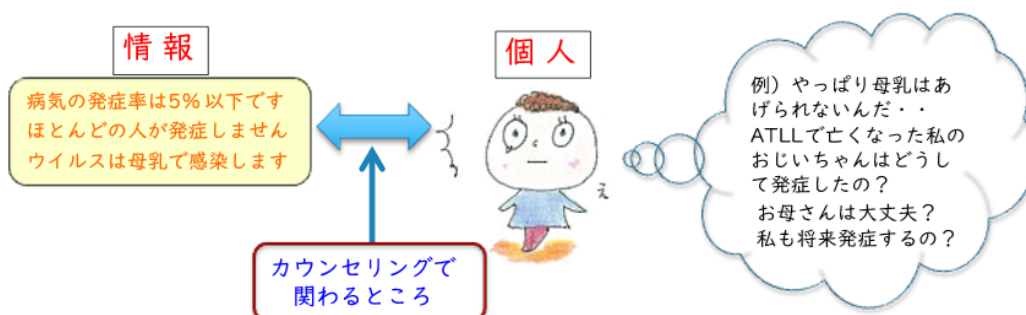 情報
病気の発症率は5%以下です
ほとんどの人が発症しません
ウイルスは母乳で感染します
個人
え
カウンセリングで
関わるところ
例）やっぱり母乳はあ
げられないんだ・・
ATLLで亡くなった私の
おじいちゃんはどうし
て発症したの？
お母さんは大丈夫？
私も将来発症するの？